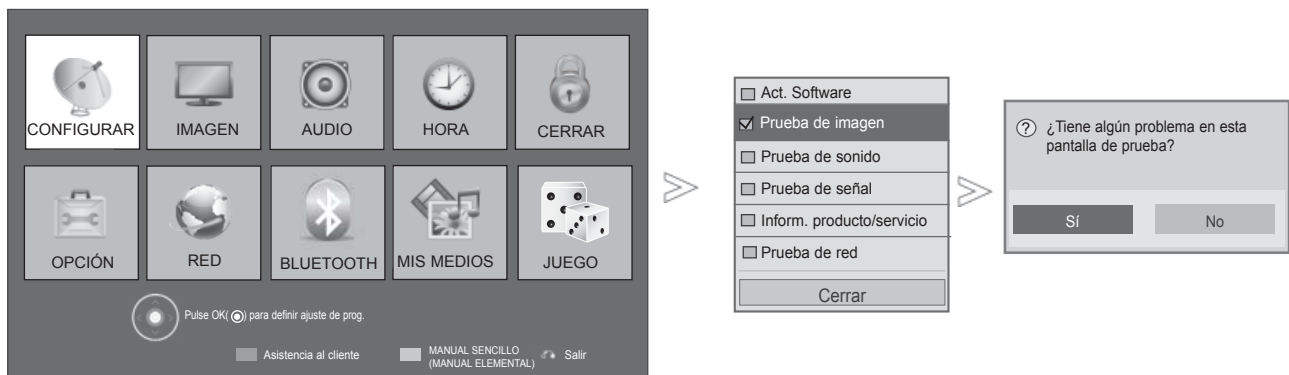 CONFIGURAR
IMAGEN
AUDIO
HORA
CERRAR
OPCIÓN
RED
BLUETOOTH
MIS MEDIOS
JUEGO
Pulse OK( ) para definir ajuste de prog.
Asistencia al cliente
MANUAL SENCILLO
(MANUAL ELEMENTAL)
Salir
Act. Software
Prueba de imagen
Prueba de sonido
Prueba de señal
Inform. producto/servicio
Prueba de red
Cerrar
? ¿Tiene algún problema en esta
pantalla de prueba?
Sí
No